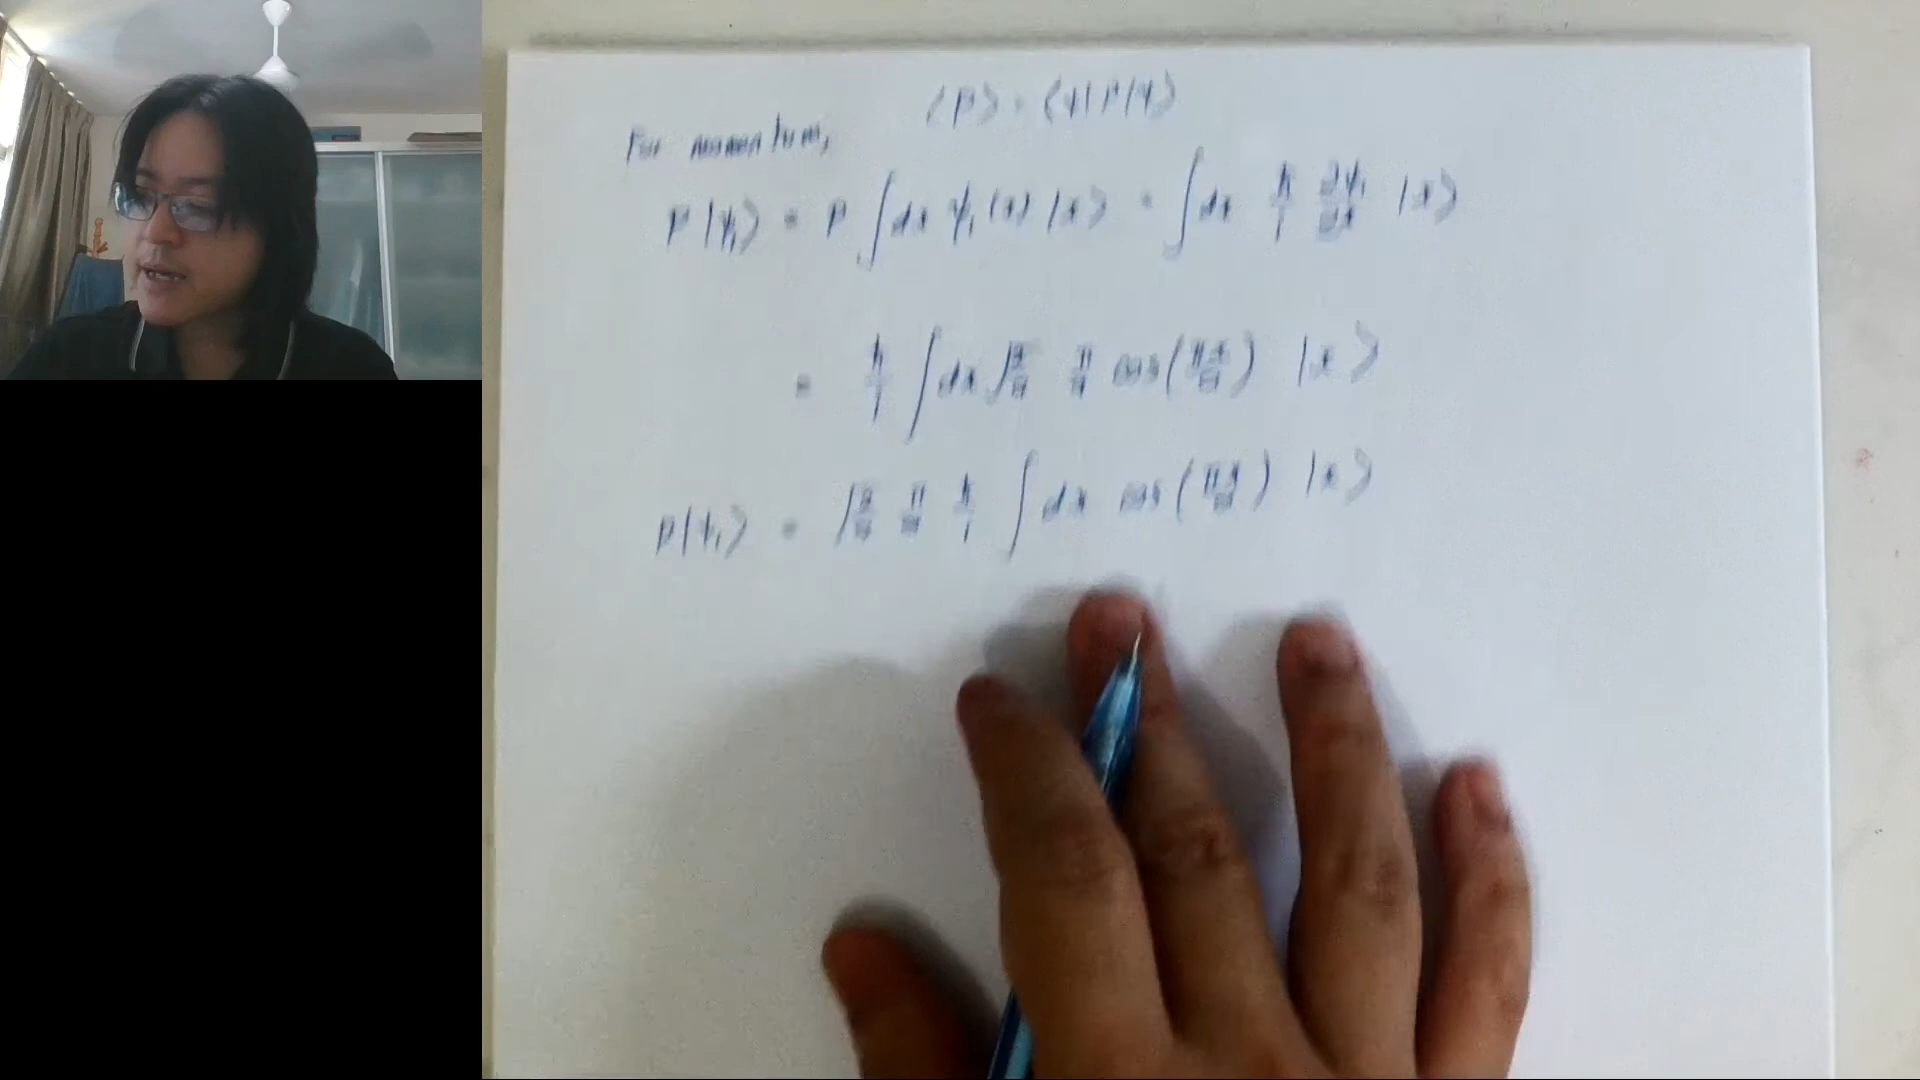 ⟨P⟩ = ⟨ψ|P|ψ⟩
For momentum,
P|ψ₁⟩ = P ∫dx ψ₁(x) |x⟩ = ∫dx ħ/i ∂ψ₁/∂x |x⟩
= ħ/i ∫dx √(2/a) π/a cos(πx/a) |x⟩
P|ψ₁⟩ = √(2/a) π/a ħ/i ∫dx cos(πx/a) |x⟩